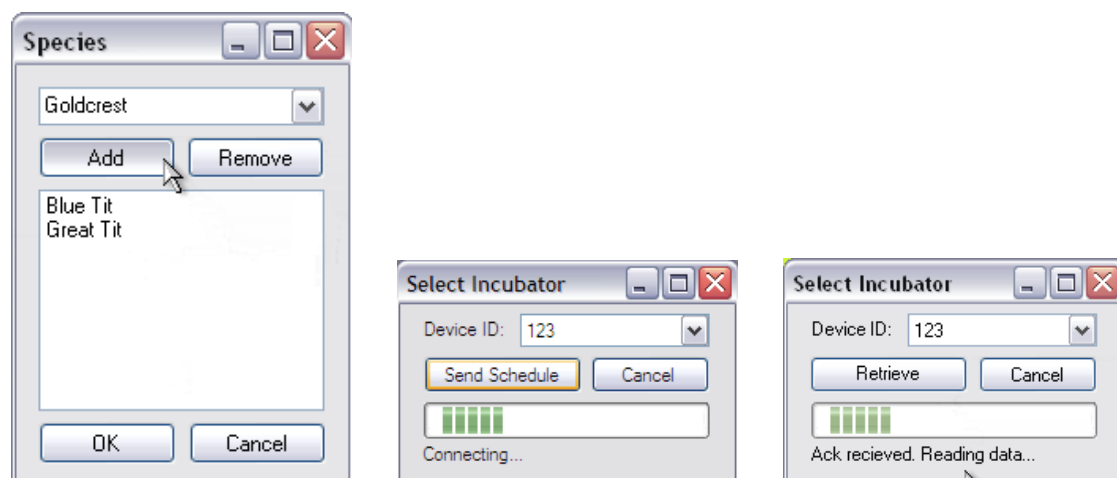 Species
Goldcrest
Add Remove
Blue Tit
Great Tit
OK Cancel
Select Incubator
Device ID: 123
Send Schedule Cancel
Connecting...
Select Incubator
Device ID: 123
Retrieve Cancel
Ack recieved. Reading data...